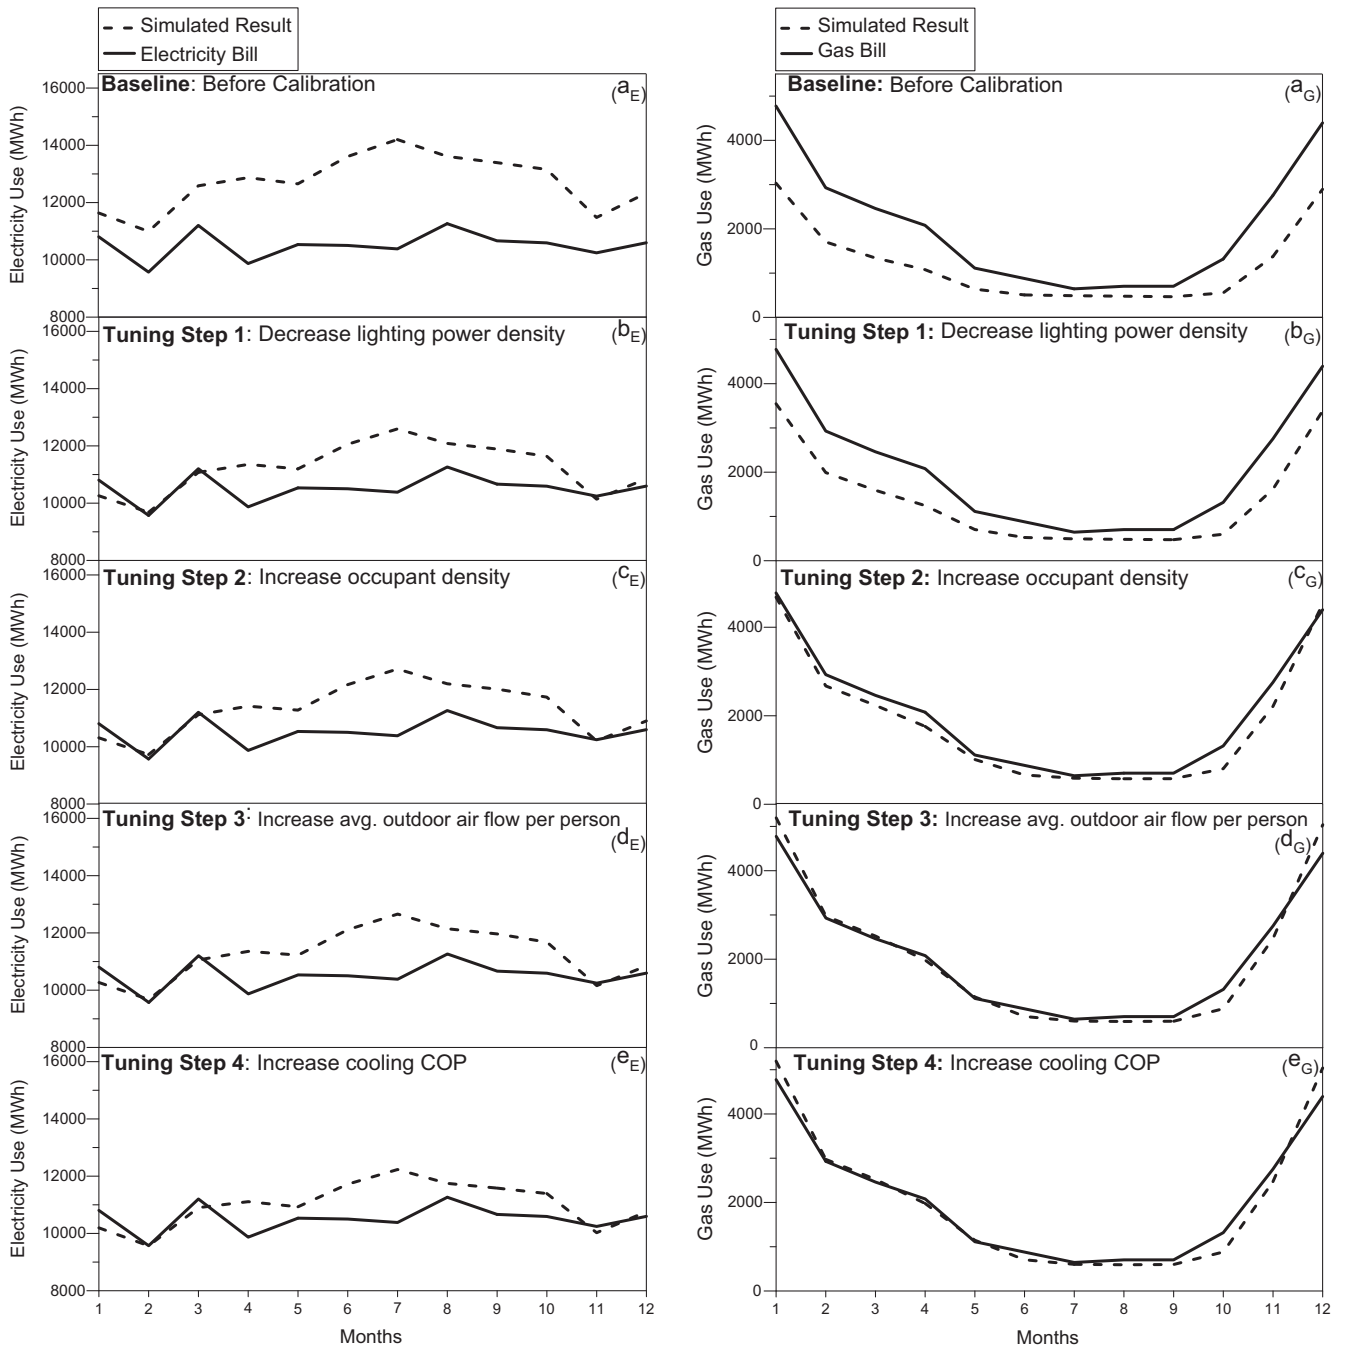 Simulated Result
Electricity Bill
Simulated Result
Gas Bill
Baseline: Before Calibration
(aE)
16000
14000
12000
10000
8000
Electricity Use (MWh)
Baseline: Before Calibration
(aG)
4000
2000
0
Gas Use (MWh)
Tuning Step 1: Decrease lighting power density
(bE)
16000
14000
12000
10000
8000
Electricity Use (MWh)
Tuning Step 1: Decrease lighting power density
(bG)
4000
2000
0
Gas Use (MWh)
Tuning Step 2: Increase occupant density
(cE)
16000
14000
12000
10000
8000
Electricity Use (MWh)
Tuning Step 2: Increase occupant density
(cG)
4000
2000
0
Gas Use (MWh)
Tuning Step 3: Increase avg. outdoor air flow per person
(dE)
16000
14000
12000
10000
8000
Electricity Use (MWh)
Tuning Step 3: Increase avg. outdoor air flow per person
(dG)
4000
2000
0
Gas Use (MWh)
Tuning Step 4: Increase cooling COP
(eE)
16000
14000
12000
10000
8000
Electricity Use (MWh)
1 2 3 4 5 6 7 8 9 10 11 12
Months
Tuning Step 4: Increase cooling COP
(eG)
4000
2000
0
Gas Use (MWh)
1 2 3 4 5 6 7 8 9 10 11 12
Months